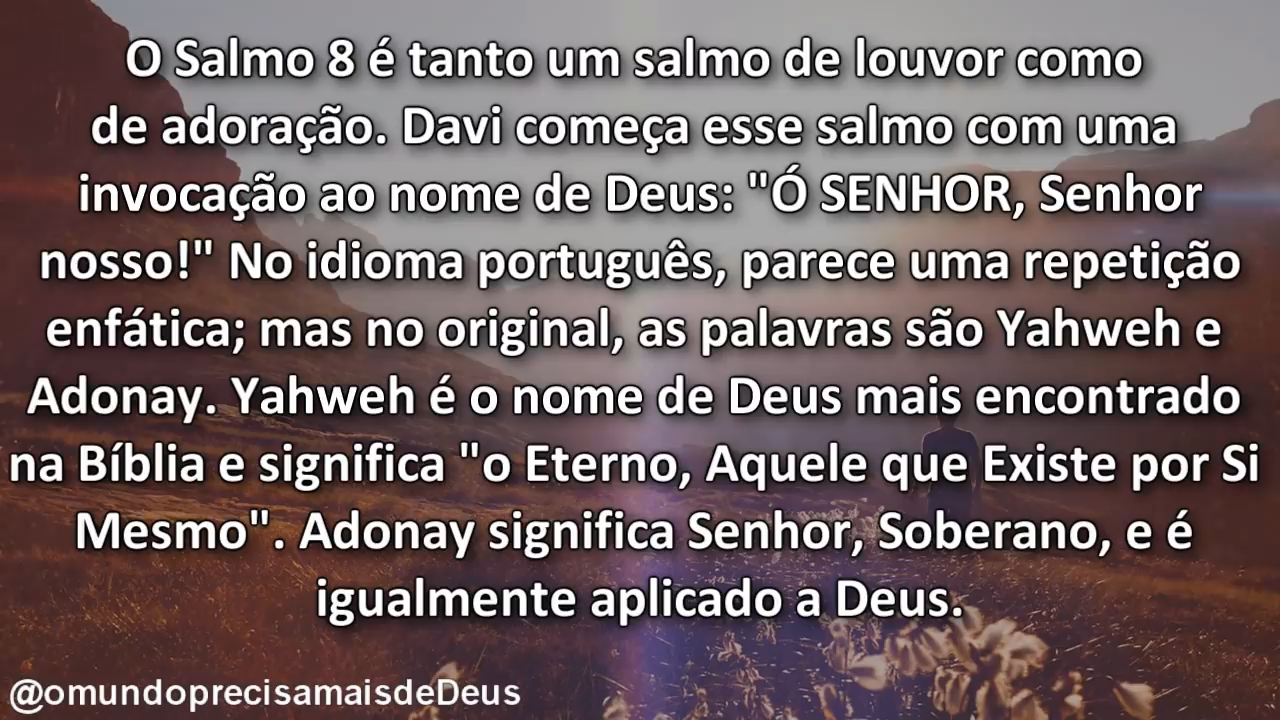 O Salmo 8 é tanto um salmo de louvor como
de adoração. Davi começa esse salmo com uma
invocação ao nome de Deus: "Ó SENHOR, Senhor
nosso!" No idioma português, parece uma repetição
enfática; mas no original, as palavras são Yahweh e
Adonay. Yahweh é o nome de Deus mais encontrado
na Bíblia e significa "o Eterno, Aquele que Existe por Si
Mesmo". Adonay significa Senhor, Soberano, e é
igualmente aplicado a Deus.
@omundoprecisamaisdeDeus